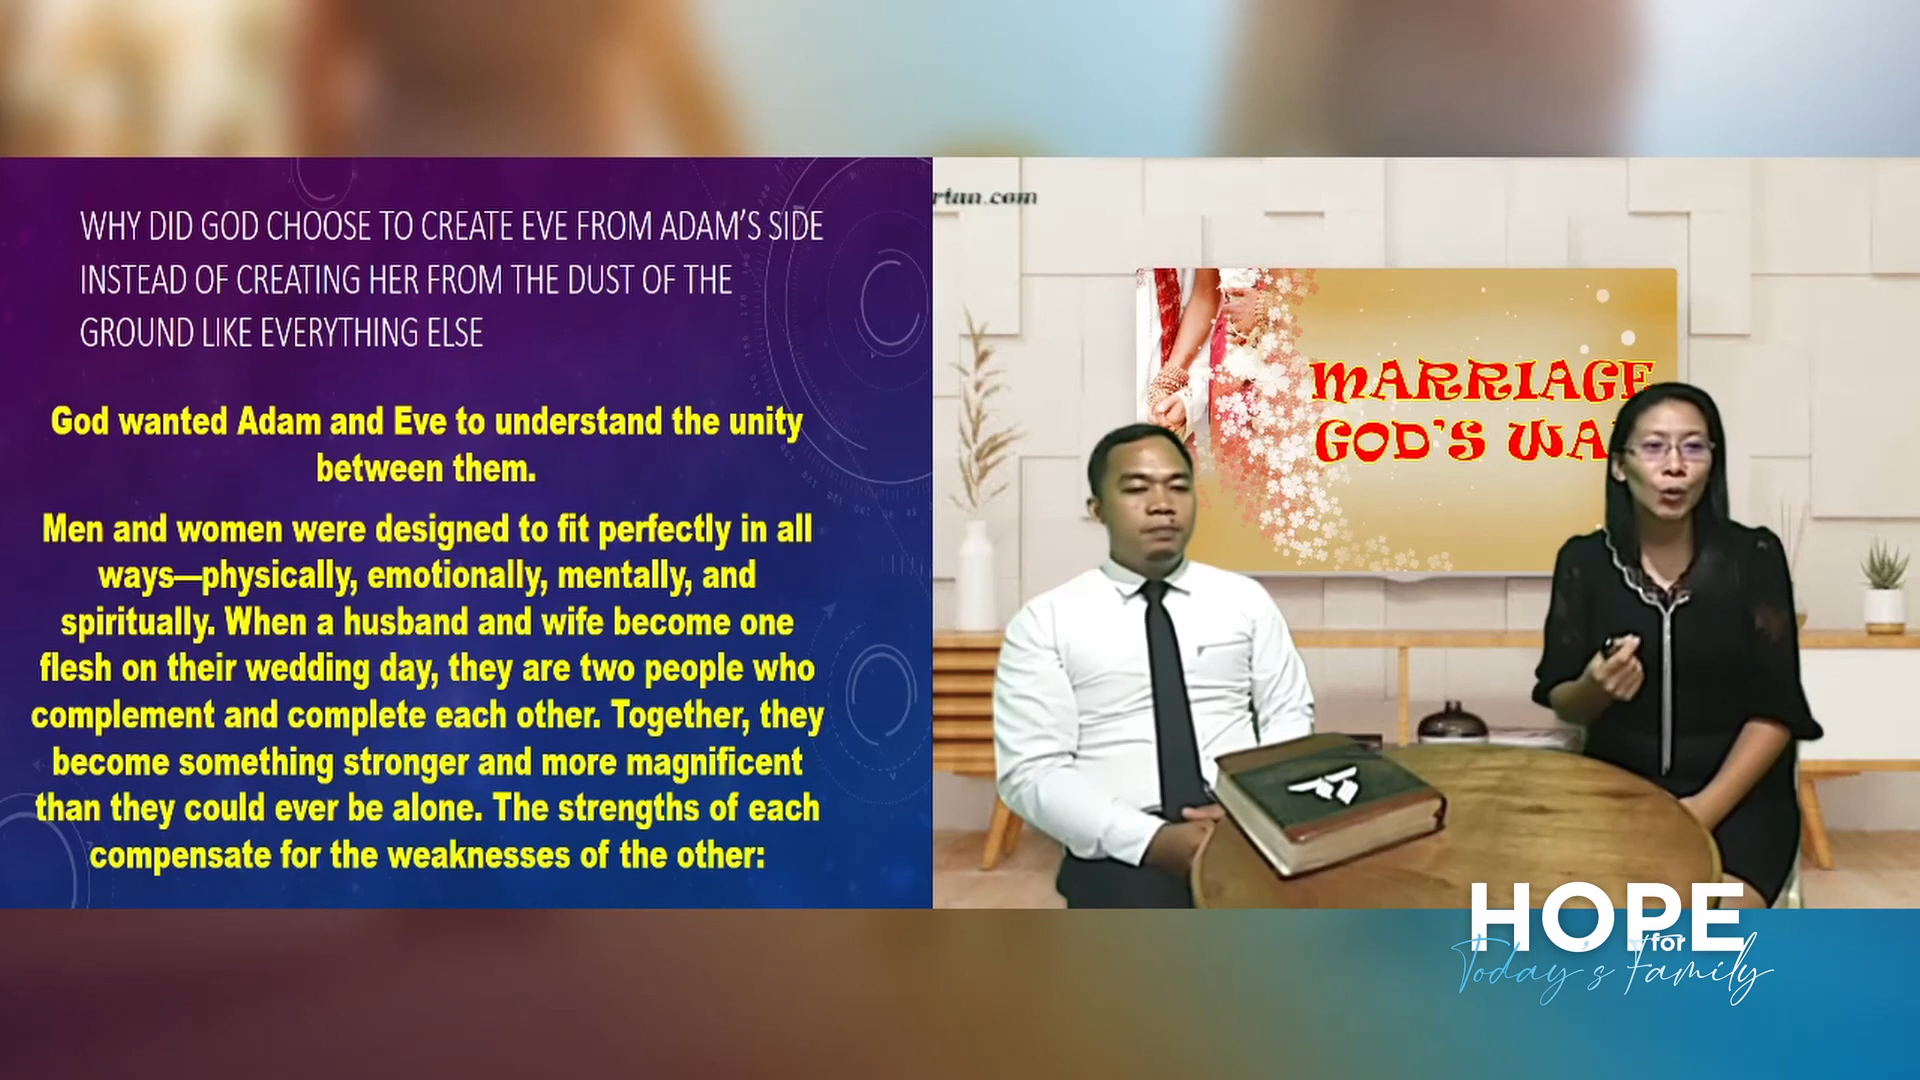 WHY DID GOD CHOOSE TO CREATE EVE FROM ADAM'S SIDE
INSTEAD OF CREATING HER FROM THE DUST OF THE
GROUND LIKE EVERYTHING ELSE
God wanted Adam and Eve to understand the unity
between them.
Men and women were designed to fit perfectly in all
ways—physically, emotionally, mentally, and
spiritually. When a husband and wife become one
flesh on their wedding day, they are two people who
complement and complete each other. Together, they
become something stronger and more magnificent
than they could ever be alone. The strengths of each
compensate for the weaknesses of the other:
MARRIAGE
GOD'S WA
HOPE
for
Today's Family